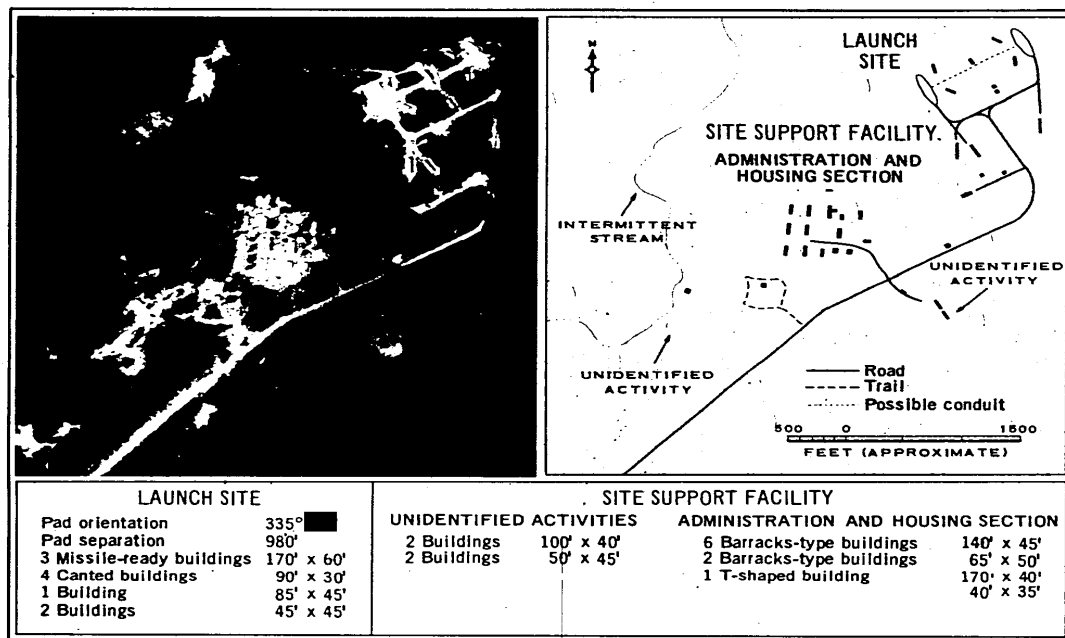 N
LAUNCH
SITE
SITE SUPPORT FACILITY.
ADMINISTRATION AND
HOUSING SECTION
INTERMITTENT
STREAM
UNIDENTIFIED
ACTIVITY
UNIDENTIFIED
ACTIVITY
Road
Trail
Possible conduit
500 0 1500
FEET (APPROXIMATE)
LAUNCH SITE
Pad orientation 335°
Pad separation 980'
3 Missile-ready buildings 170' x 60'
4 Canted buildings 90' x 30'
1 Building 85' x 45'
2 Buildings 45' x 45'
SITE SUPPORT FACILITY
UNIDENTIFIED ACTIVITIES
2 Buildings 100' x 40'
2 Buildings 50' x 45'
ADMINISTRATION AND HOUSING SECTION
6 Barracks-type buildings 140' x 45'
2 Barracks-type buildings 65' x 50'
1 T-shaped building 170' x 40'
40' x 35'